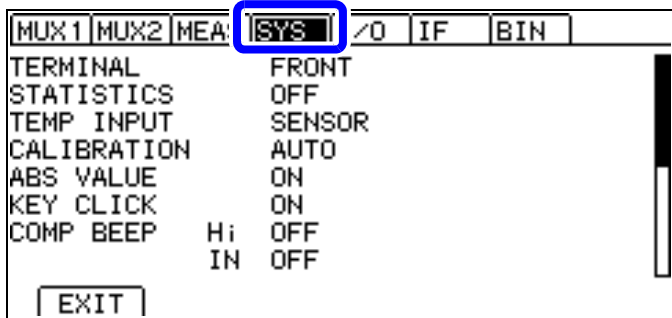 MUX1 MUX2 MEA SYS /O IF BIN
TERMINAL FRONT
STATISTICS OFF
TEMP INPUT SENSOR
CALIBRATION AUTO
ABS VALUE ON
KEY CLICK ON
COMP BEEP Hi OFF
IN OFF
EXIT